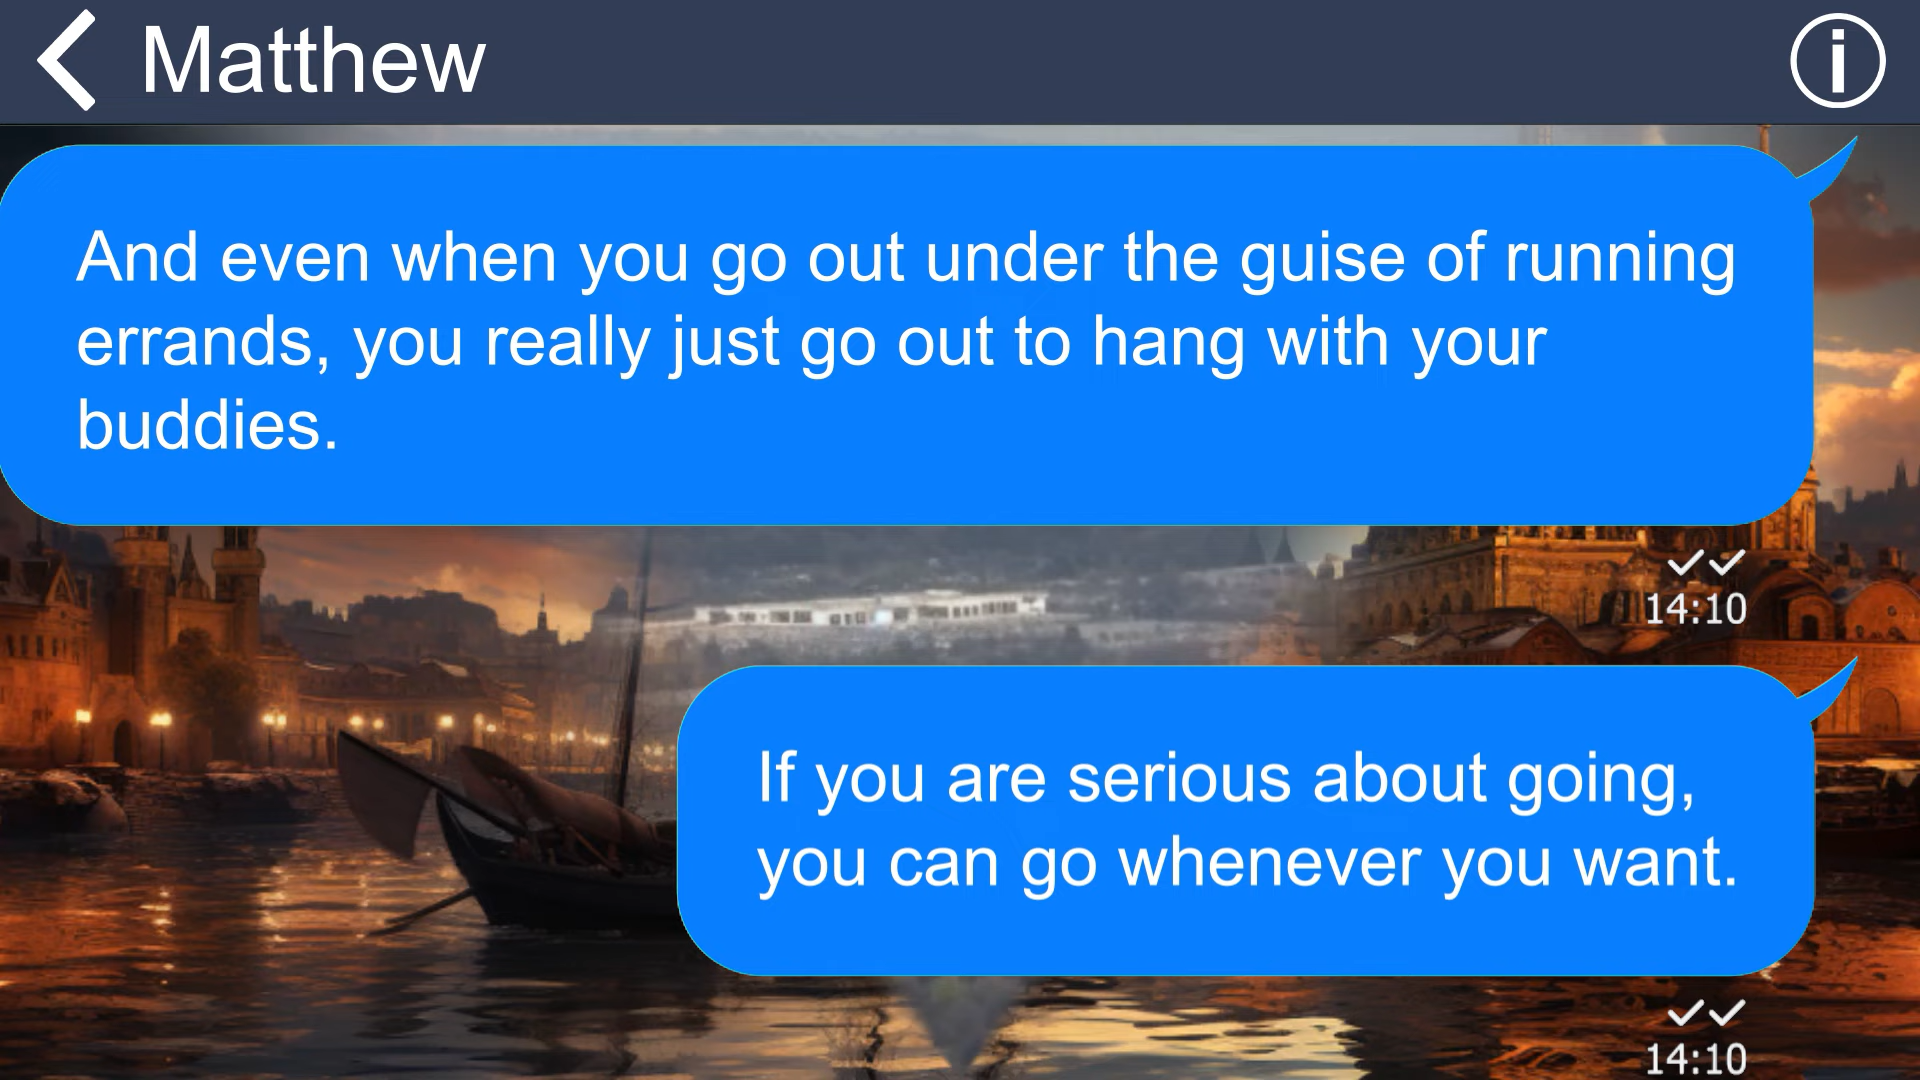 Matthew
And even when you go out under the guise of running
errands, you really just go out to hang with your
buddies.
14:10
If you are serious about going,
you can go whenever you want.
14:10